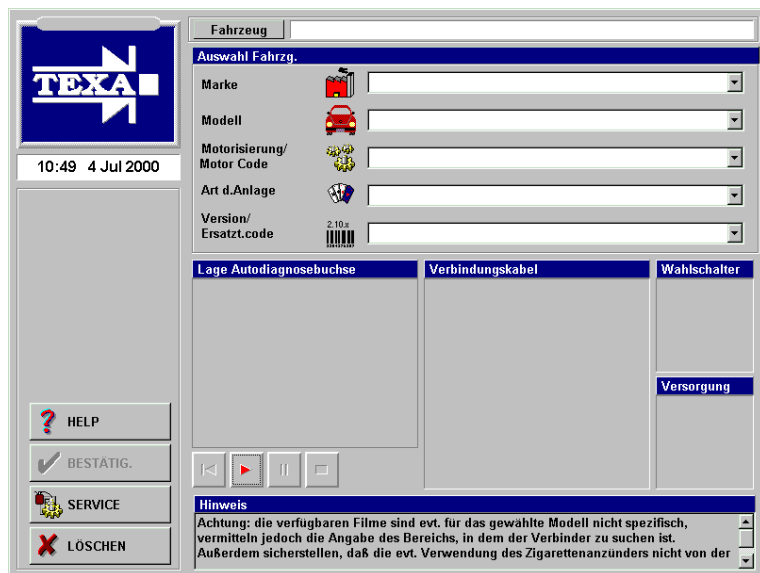 TEXA
10:49 4 Jul 2000
HELP
BESTÄTIG.
SERVICE
LÖSCHEN
Fahrzeug
Auswahl Fahrzg.
Marke
Modell
Motorisierung/
Motor Code
Art d.Anlage
Version/
Ersatzt.code
Lage Autodiagnosebuchse
Verbindungskabel
Wahlschalter
Versorgung
Hinweis
Achtung: die verfügbaren Filme sind evt. für das gewählte Modell nicht spezifisch,
vermitteln jedoch die Angabe des Bereichs, in dem der Verbinder zu suchen ist.
Außerdem sicherstellen, daß die evt. Verwendung des Zigarettenanzünders nicht von der